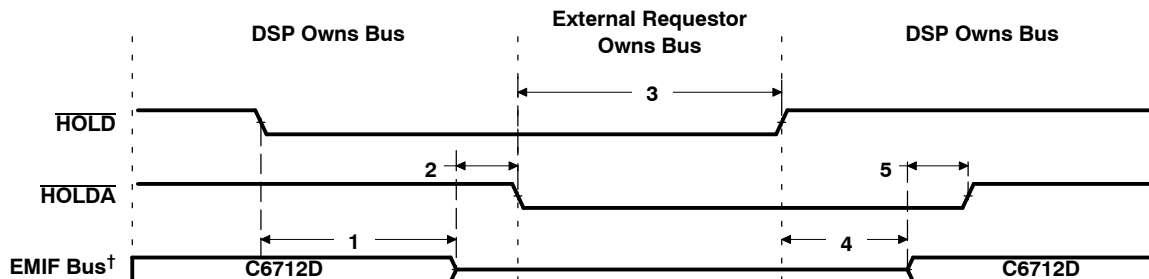 DSP Owns Bus
External Requestor
Owns Bus
DSP Owns Bus
3
HOLD
2
5
HOLDA
1
4
EMIF Bus†
C6712D
C6712D